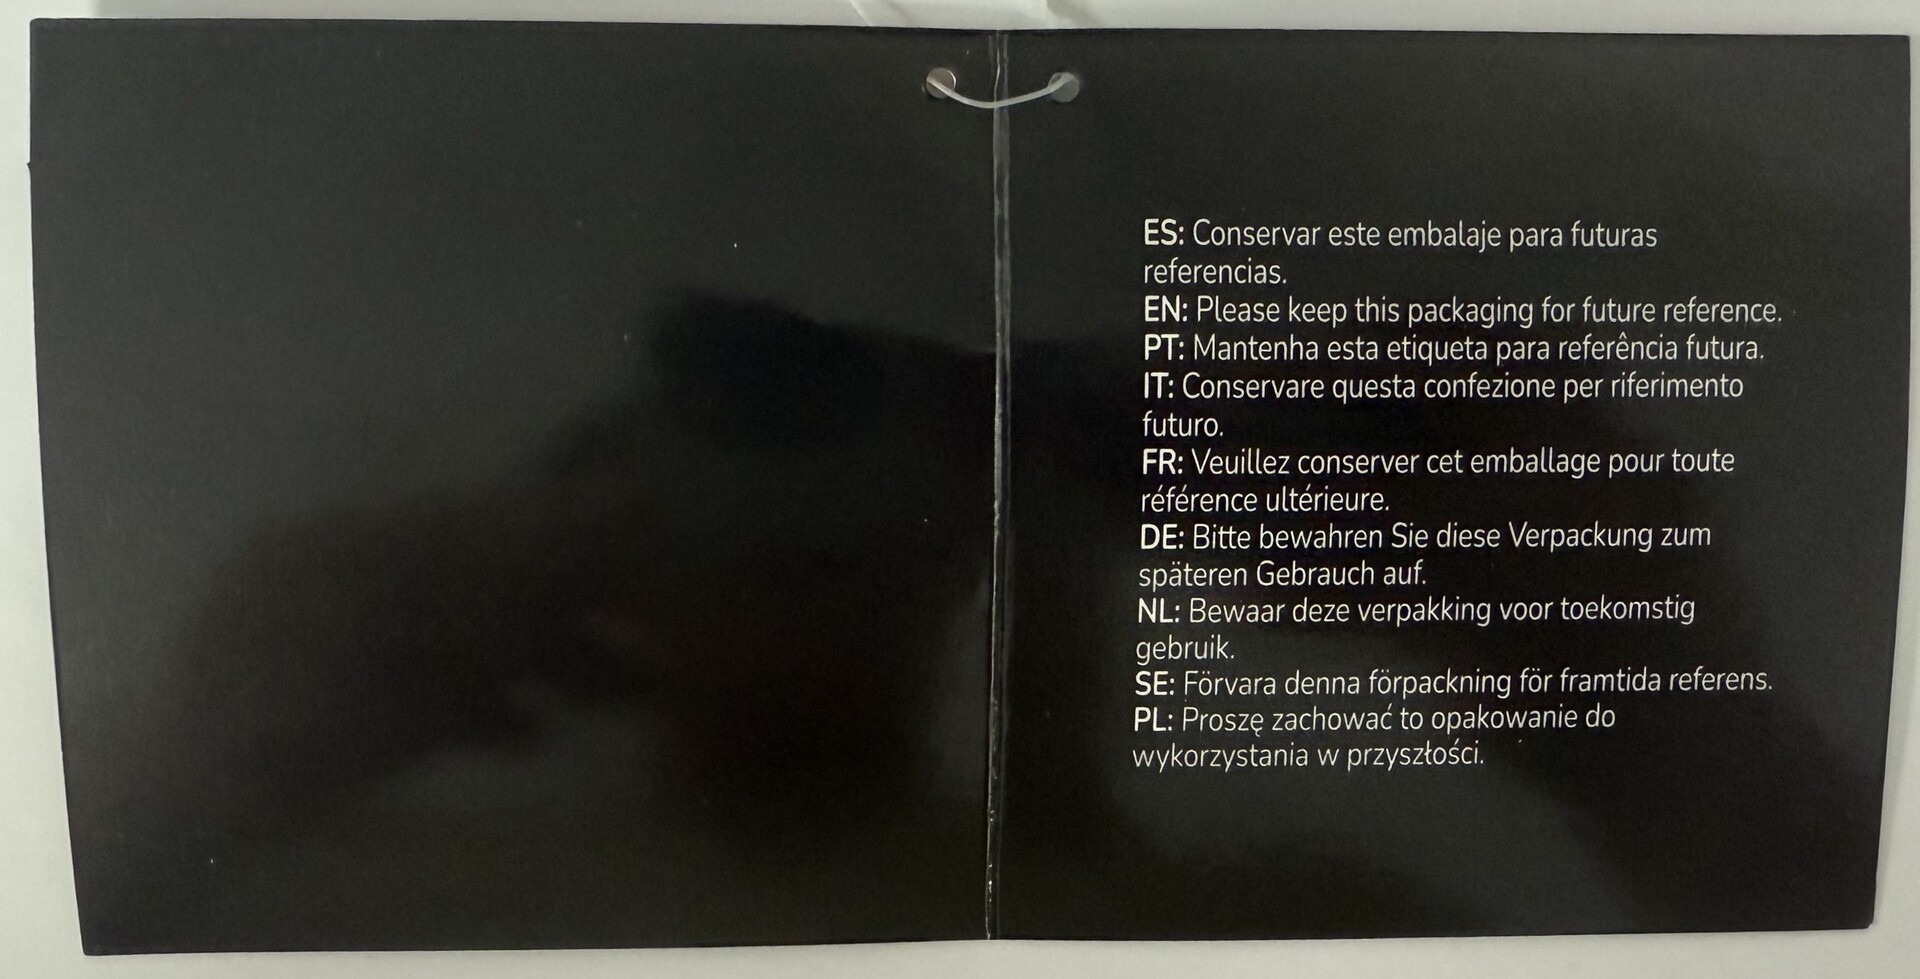 ES: Conservar este embalaje para futuras
referencias.
EN: Please keep this packaging for future reference.
PT: Mantenha esta etiqueta para referência futura.
IT: Conservare questa confezione per riferimento
futuro.
FR: Veuillez conserver cet emballage pour toute
référence ultérieure.
DE: Bitte bewahren Sie diese Verpackung zum
späteren Gebrauch auf.
NL: Bewaar deze verpakking voor toekomstig
gebruik.
SE: Förvara denna förpackning för framtida referens.
PL: Proszę zachować to opakowanie do
wykorzystania w przyszłości.